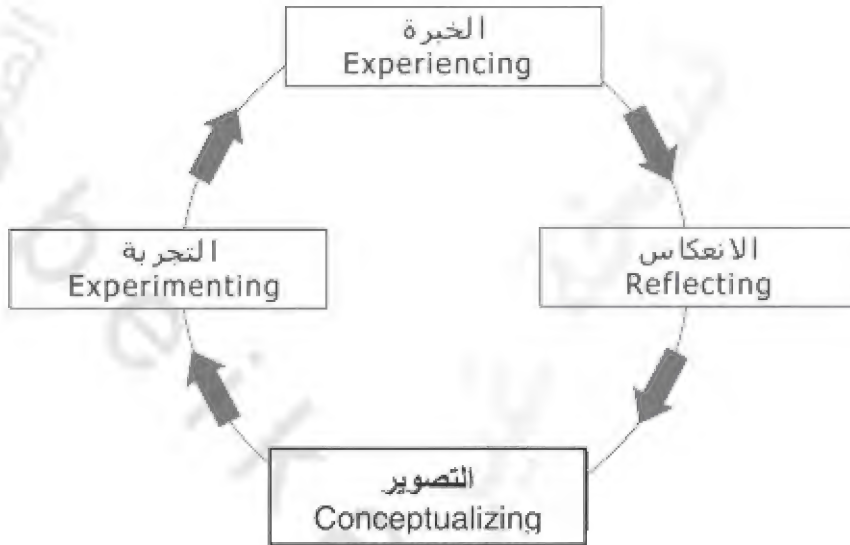 الخبرة
Experiencing
التجربة
Experimenting
الانعكاس
Reflecting
التصوير
Conceptualizing